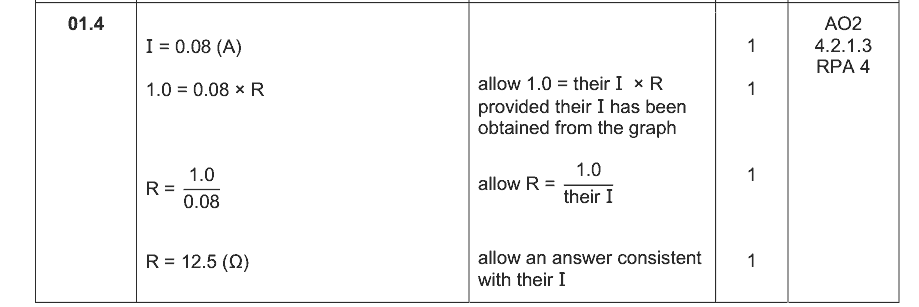 01.4
I = 0.08 (A)
1
AO2
4.2.1.3
RPA 4
1.0 = 0.08 × R
allow 1.0 = their I × R
provided their I has been
obtained from the graph
1
R = 1.0 / 0.08
allow R = 1.0 / their I
1
R = 12.5 (Ω)
allow an answer consistent
with their I
1